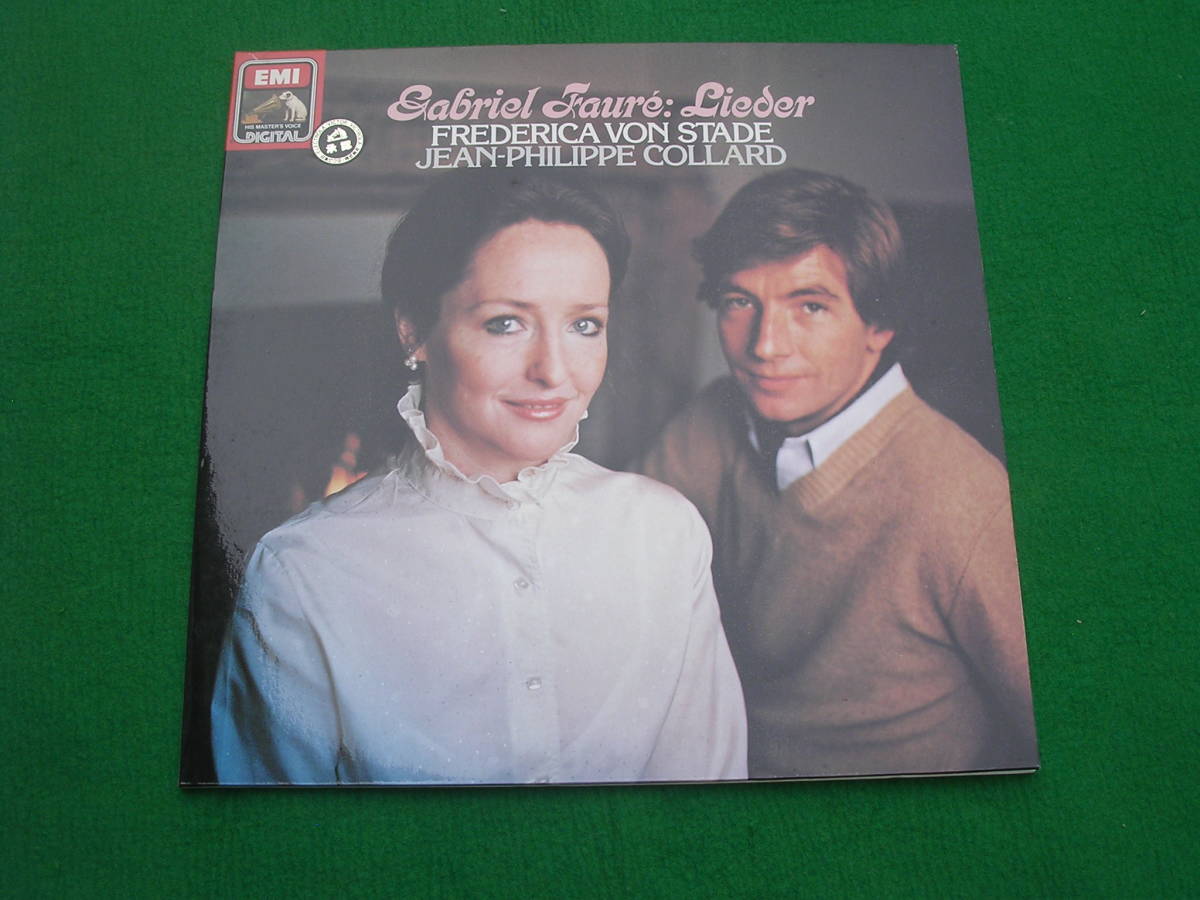 EMI
HIS MASTER'S VOICE
DIGITAL
Gabriel Fauré: Lieder
FREDERICA VON STADE
JEAN-PHILIPPE COLLARD